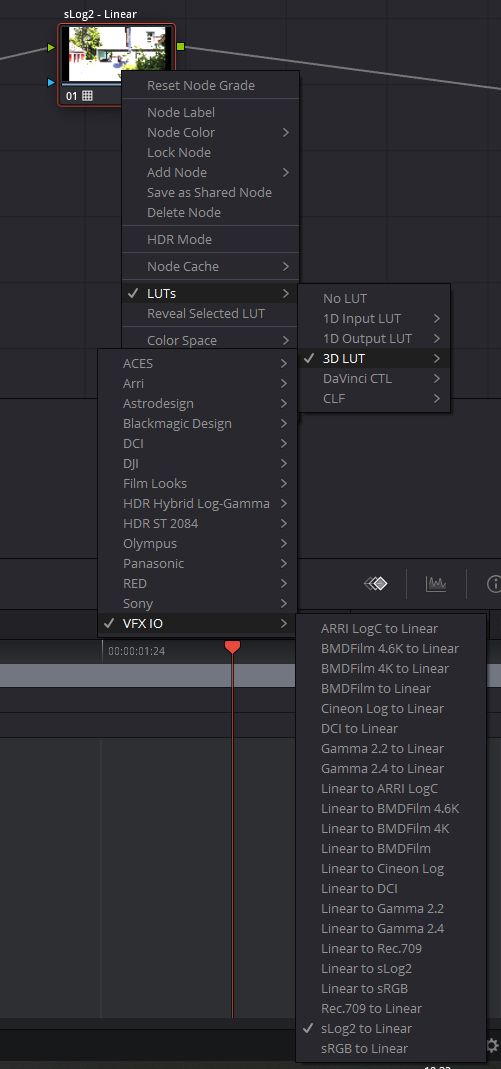 sLog2 - Linear
01
Reset Node Grade
Node Label
Node Color
Lock Node
Add Node
Save as Shared Node
Delete Node
HDR Mode
Node Cache
LUTs
Reveal Selected LUT
Color Space
No LUT
1D Input LUT
1D Output LUT
3D LUT
DaVinci CTL
CLF
ACES
Arri
Astrodesign
Blackmagic Design
DCI
DJI
Film Looks
HDR Hybrid Log-Gamma
HDR ST 2084
Olympus
Panasonic
RED
Sony
VFX IO
00:00:01:24
ARRI LogC to Linear
BMDFilm 4.6K to Linear
BMDFilm 4K to Linear
BMDFilm to Linear
Cineon Log to Linear
DCI to Linear
Gamma 2.2 to Linear
Gamma 2.4 to Linear
Linear to ARRI LogC
Linear to BMDFilm 4.6K
Linear to BMDFilm 4K
Linear to BMDFilm
Linear to Cineon Log
Linear to DCI
Linear to Gamma 2.2
Linear to Gamma 2.4
Linear to Rec.709
Linear to sLog2
Linear to sRGB
Rec.709 to Linear
sLog2 to Linear
sRGB to Linear